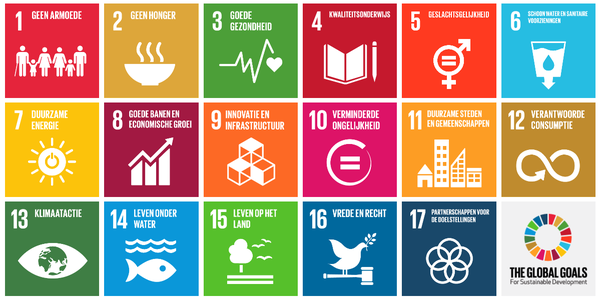 1 GEEN ARMOEDE
2 GEEN HONGER
3 GOEDE
GEZONDHEID
4 KWALITEITSONDERWIJS
5 GESLACHTSGELIJKHEID
6 SCHOON WATER EN SANITAIRE
VOORZIENINGEN
7 DUURZAME
ENERGIE
8 GOEDE BANEN EN
ECONOMISCHE GROEI
9 INNOVATIE EN
INFRASTRUCTUUR
10 VERMINDERDE
ONGELIJKHEID
11 DUURZAME STEDEN
EN GEMEENSCHAPPEN
12 VERANTWOORDE
CONSUMPTIE
13 KLIMAATACTIE
14 LEVEN ONDER
WATER
15 LEVEN OP HET
LAND
16 VREDE EN RECHT
17 PARTNERSCHAPPEN VOOR
DE DOELSTELLINGEN
THE GLOBAL GOALS
For Sustainable Development